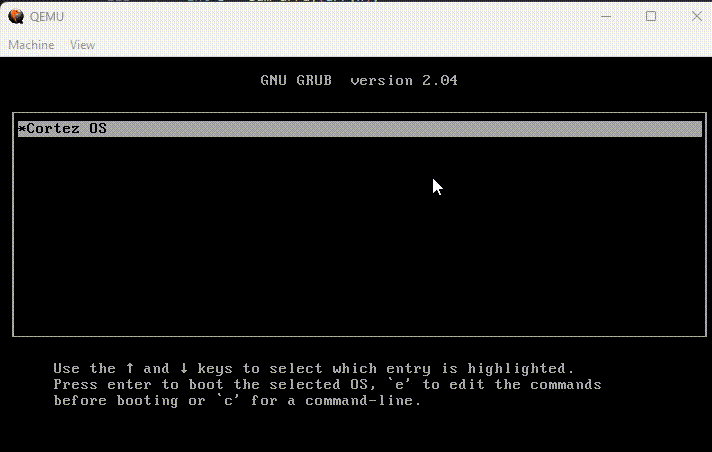 QEMU
Machine View
GNU GRUB version 2.04
*Cortez OS
Use the ↑ and ↓ keys to select which entry is highlighted.
Press enter to boot the selected OS, `e' to edit the commands
before booting or `c' for a command-line.